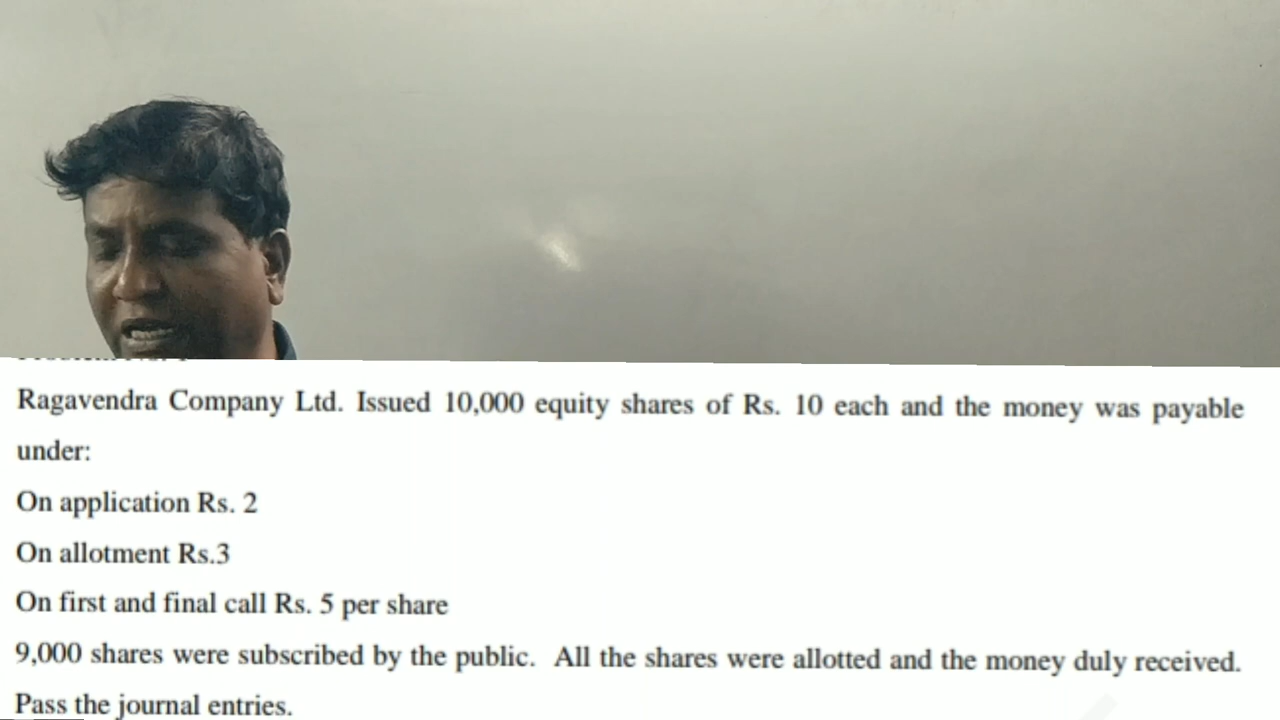 Ragavendra Company Ltd. Issued 10,000 equity shares of Rs. 10 each and the money was payable
under:
On application Rs. 2
On allotment Rs.3
On first and final call Rs. 5 per share
9,000 shares were subscribed by the public. All the shares were allotted and the money duly received.
Pass the journal entries.